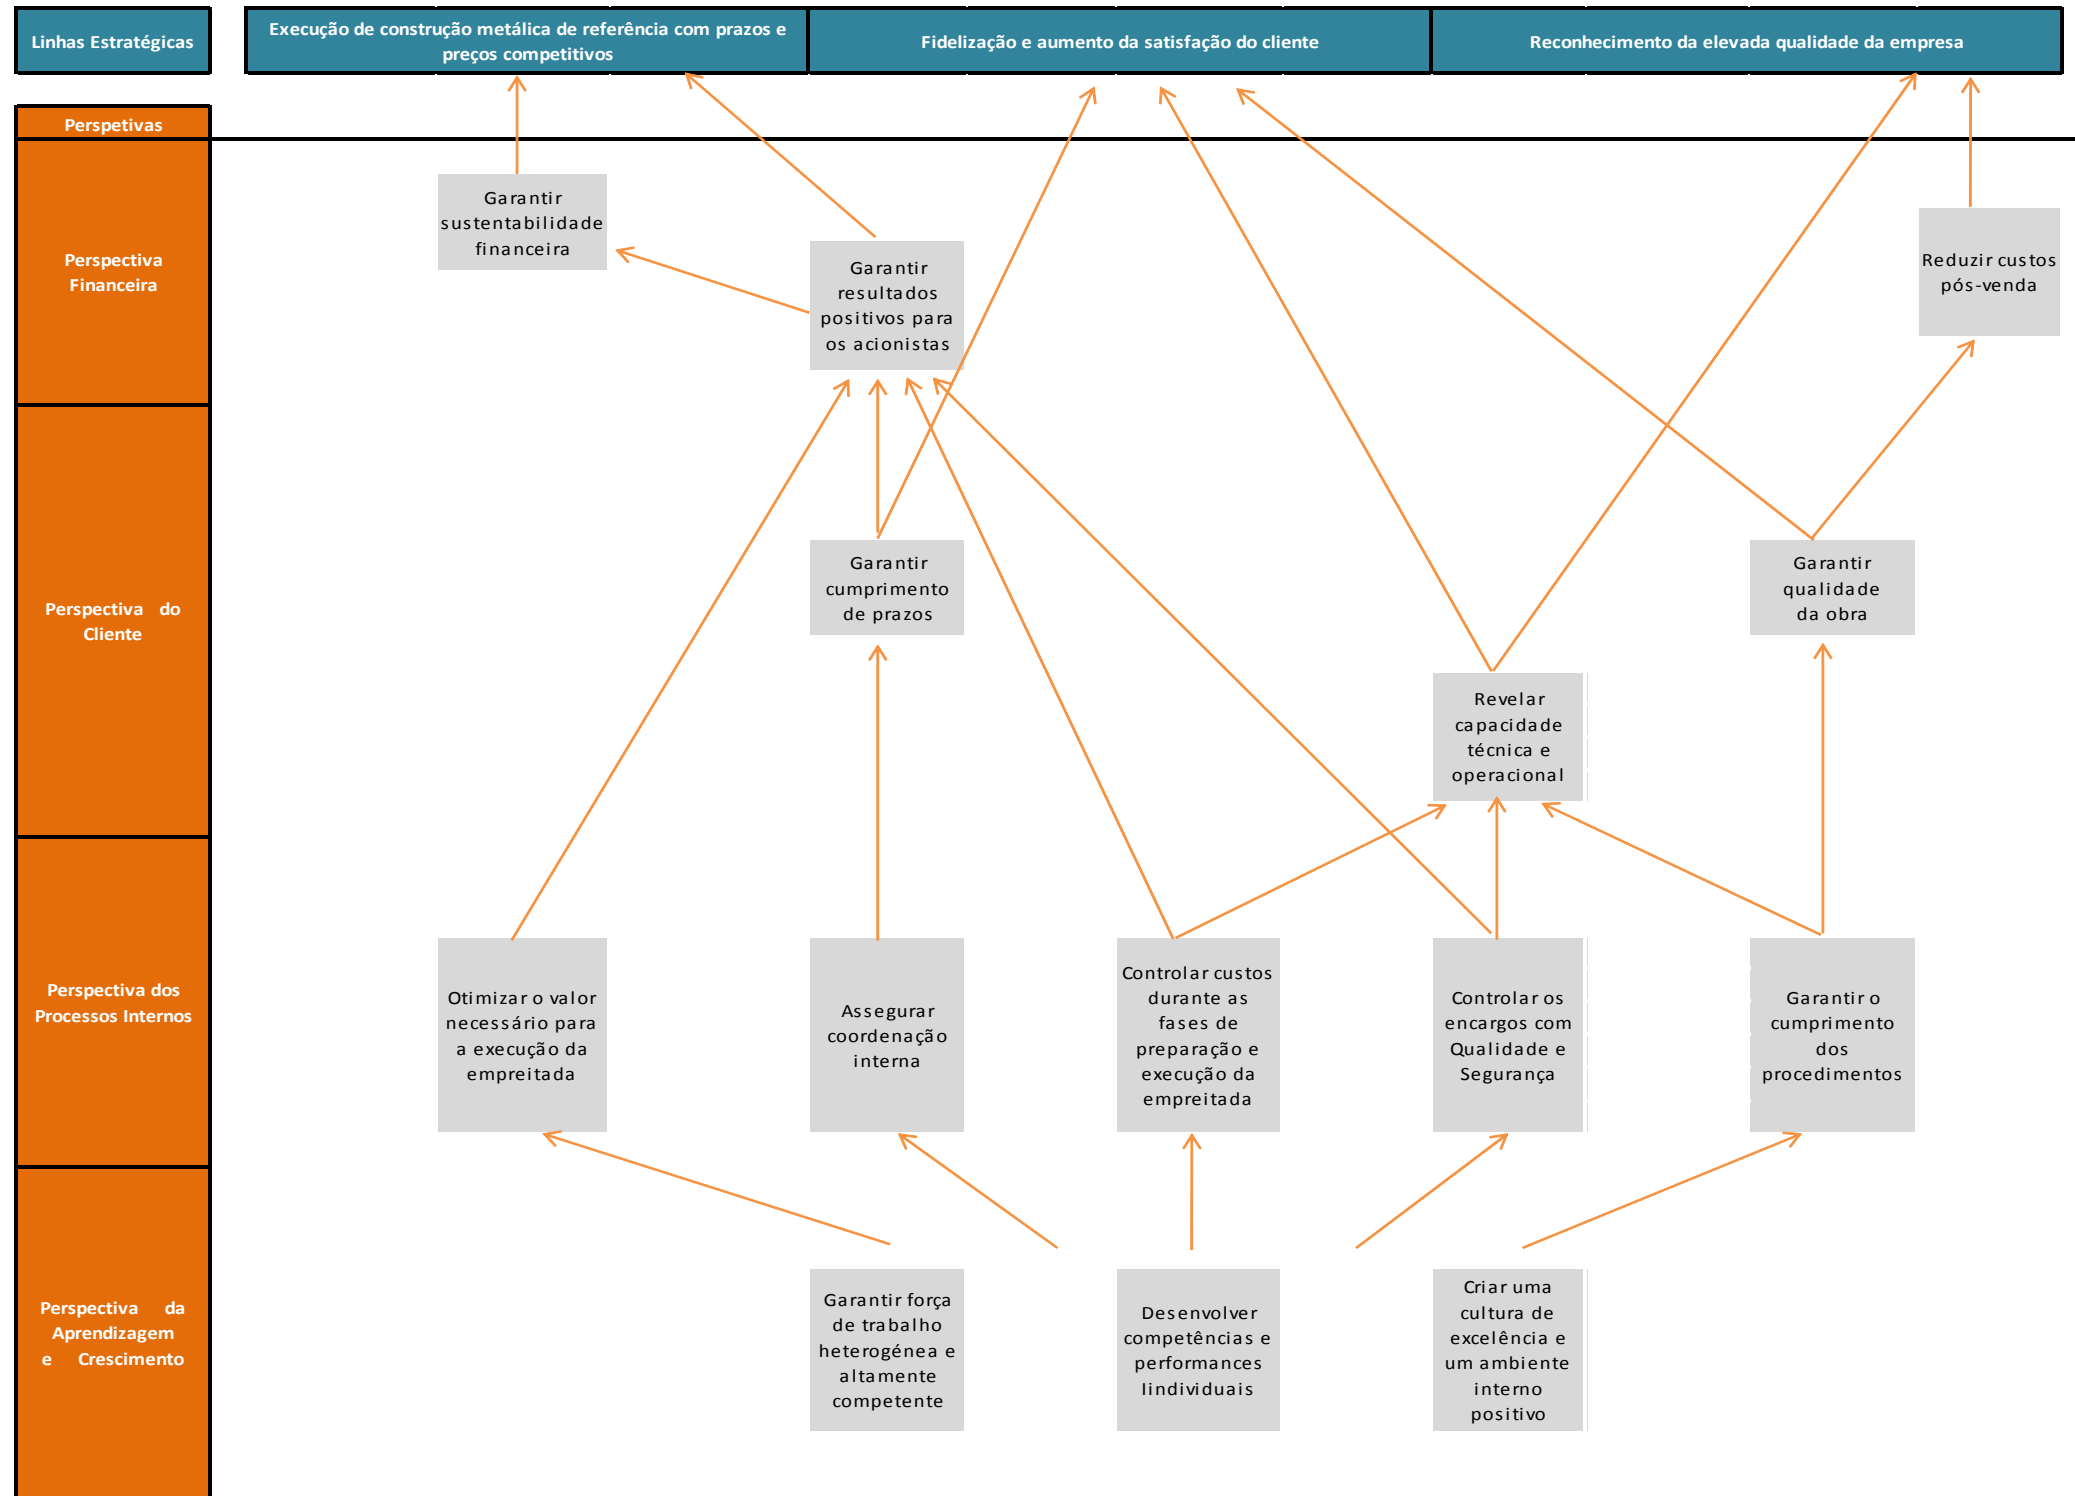 Linhas Estratégicas
Execução de construção metálica de referência com prazos e
preços competitivos
Fidelização e aumento da satisfação do cliente
Reconhecimento da elevada qualidade da empresa
Perspetivas
Perspectiva
Financeira
Garantir
sustentabilidade
financeira
Garantir
resultados
positivos para
os acionistas
Reduzir custos
pós-venda
Perspectiva do
Cliente
Garantir
cumprimento
de prazos
Revelar
capacidade
técnica e
operacional
Garantir
qualidade
da obra
Perspectiva dos
Processos Internos
Otimizar o valor
necessário para
a execução da
empreitada
Assegurar
coordenação
interna
Controlar custos
durante as
fases de
preparação e
execução da
empreitada
Controlar os
encargos com
Qualidade e
Segurança
Garantir o
cumprimento
dos
procedimentos
Perspectiva da
Aprendizagem
e Crescimento
Garantir força
de trabalho
heterogénea e
altamente
competente
Desenvolver
competências e
performances
Iindividuais
Criar uma
cultura de
excelência e
um ambiente
interno
positivo